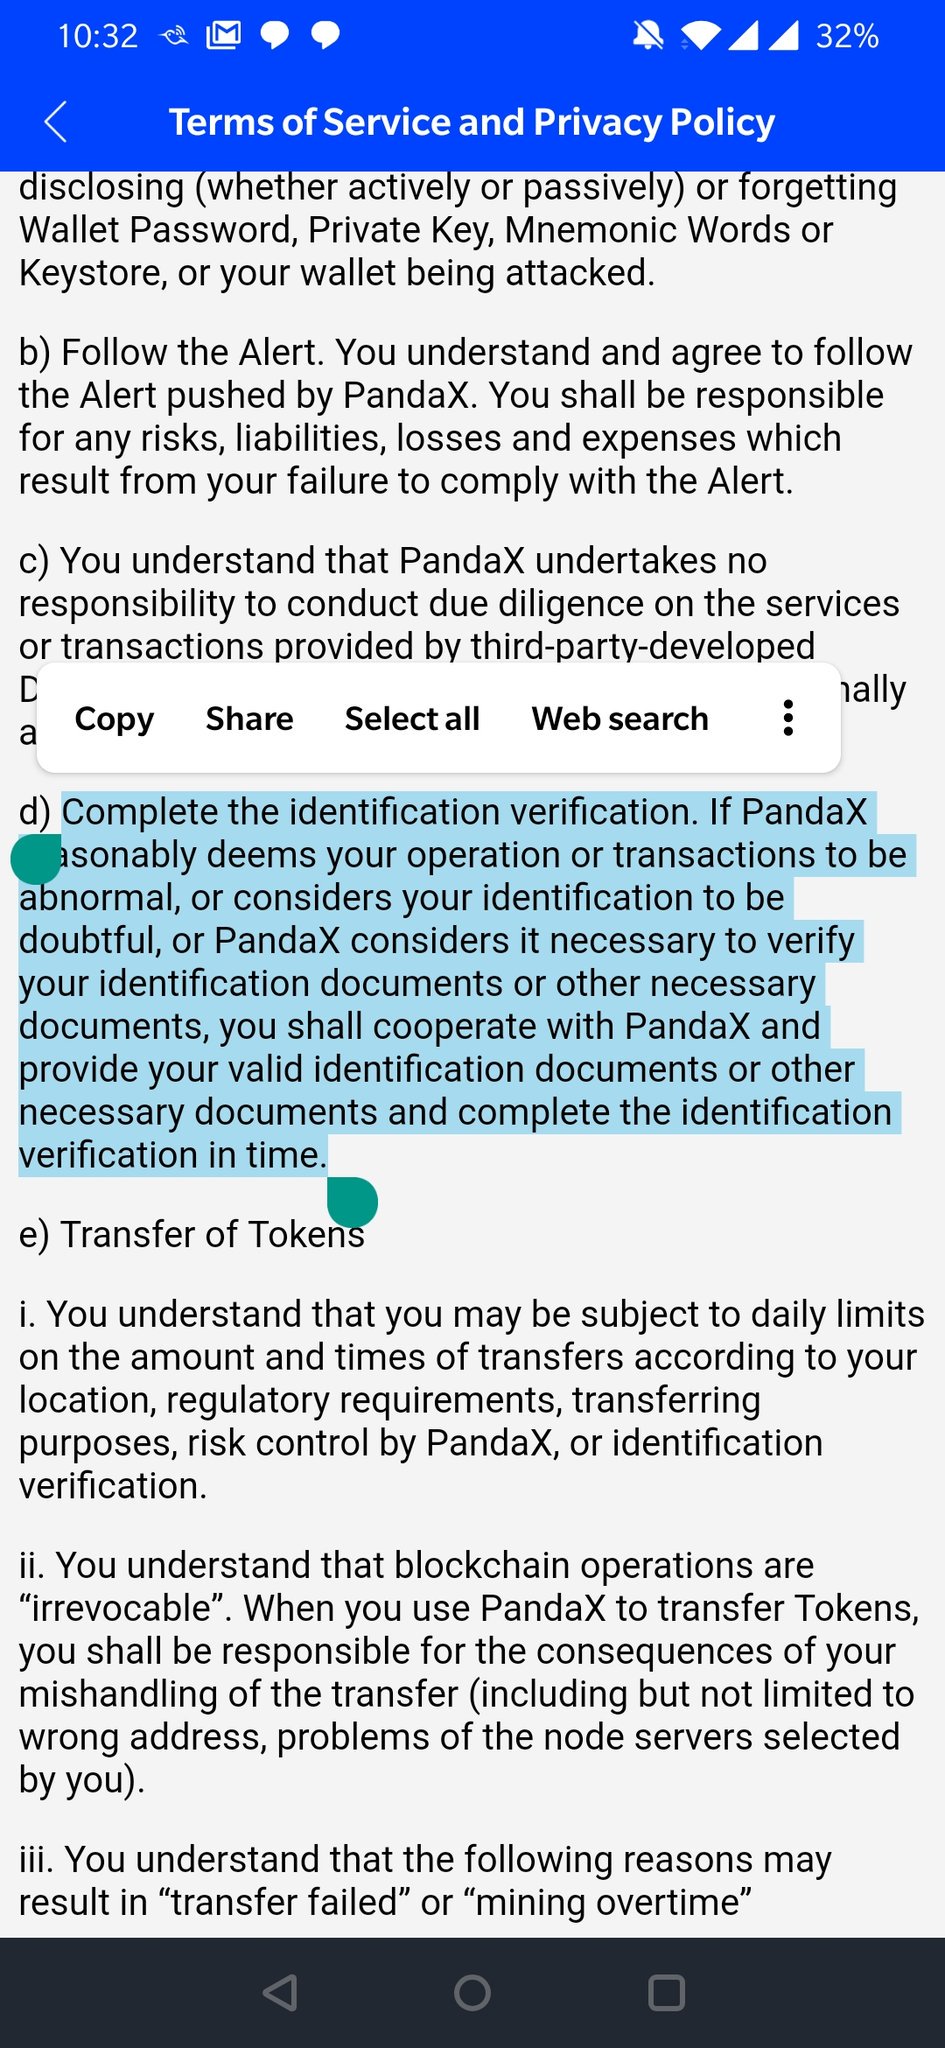 10:32
32%
Terms of Service and Privacy Policy
disclosing (whether actively or passively) or forgetting
Wallet Password, Private Key, Mnemonic Words or
Keystore, or your wallet being attacked.
b) Follow the Alert. You understand and agree to follow
the Alert pushed by PandaX. You shall be responsible
for any risks, liabilities, losses and expenses which
result from your failure to comply with the Alert.
c) You understand that PandaX undertakes no
responsibility to conduct due diligence on the services
or transactions provided by third-party-developed
D nally
a
Copy Share Select all Web search
d) Complete the identification verification. If PandaX
asonably deems your operation or transactions to be
abnormal, or considers your identification to be
doubtful, or PandaX considers it necessary to verify
your identification documents or other necessary
documents, you shall cooperate with PandaX and
provide your valid identification documents or other
necessary documents and complete the identification
verification in time.
e) Transfer of Tokens
i. You understand that you may be subject to daily limits
on the amount and times of transfers according to your
location, regulatory requirements, transferring
purposes, risk control by PandaX, or identification
verification.
ii. You understand that blockchain operations are
“irrevocable”. When you use PandaX to transfer Tokens,
you shall be responsible for the consequences of your
mishandling of the transfer (including but not limited to
wrong address, problems of the node servers selected
by you).
iii. You understand that the following reasons may
result in “transfer failed” or “mining overtime”